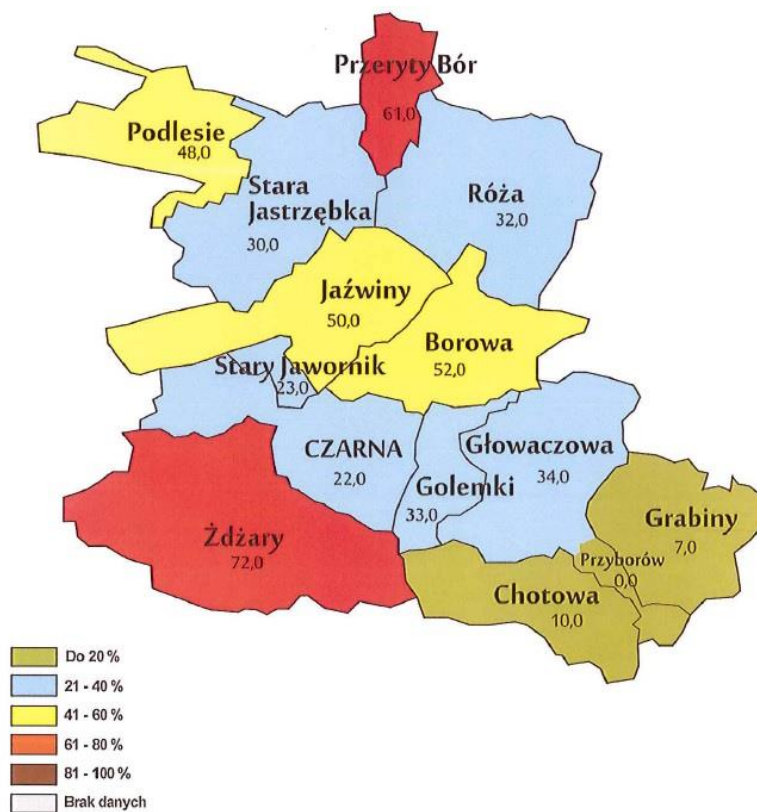 Przeryty Bór
61,0
Podlesie
48,0
Stara
Jastrzębka
30,0
Róża
32,0
Jaźwiny
50,0
Borowa
52,0
Stary Jawornik
23,0
CZARNA
22,0
Golemki
33,0
Głowaczowa
34,0
Grabiny
7,0
Żdżary
72,0
Przyborów
0,0
Chotowa
10,0
Do 20 %
21 - 40 %
41 - 60 %
61 - 80 %
81 - 100 %
Brak danych